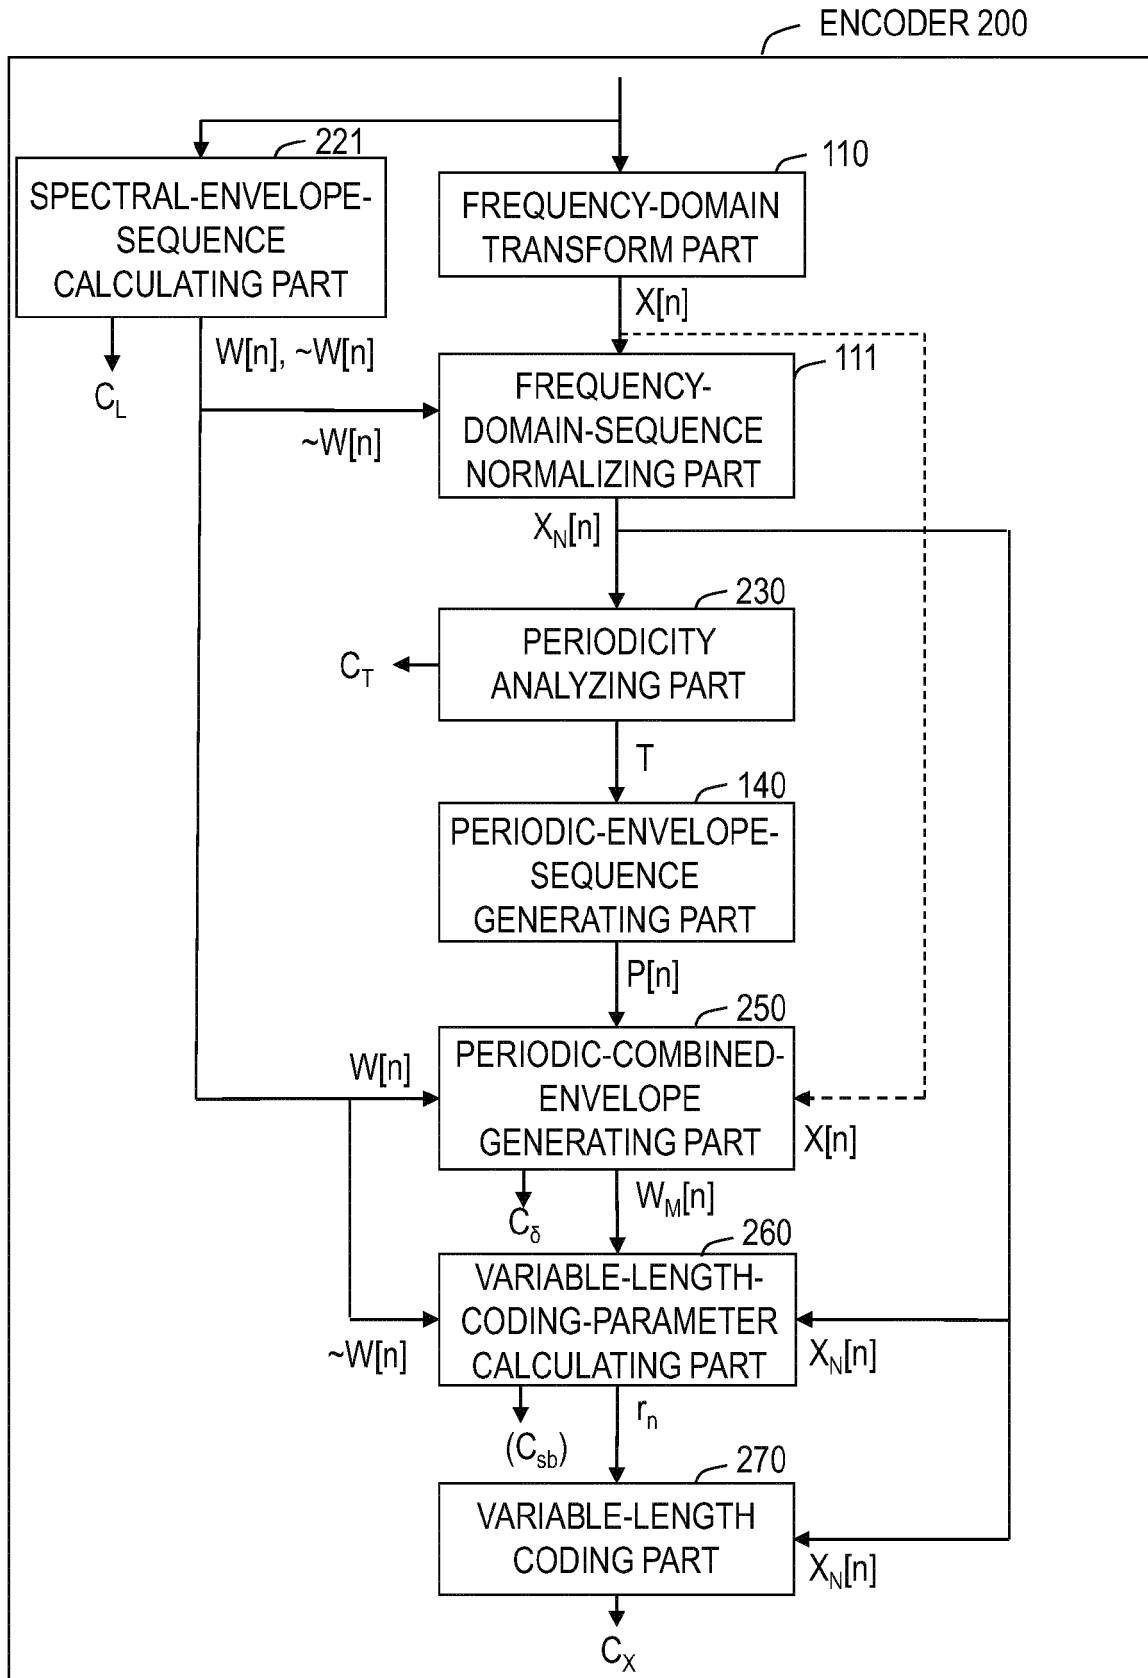 ENCODER 200
221
SPECTRAL-ENVELOPE-
SEQUENCE
CALCULATING PART
110
FREQUENCY-DOMAIN
TRANSFORM PART
X[n]
W[n], ~W[n]
C_L
~W[n]
111
FREQUENCY-
DOMAIN-SEQUENCE
NORMALIZING PART
X_N[n]
230
PERIODICITY
ANALYZING PART
C_T
T
140
PERIODIC-ENVELOPE-
SEQUENCE
GENERATING PART
P[n]
250
W[n]
PERIODIC-COMBINED-
ENVELOPE
GENERATING PART
X[n]
C_δ
W_M[n]
260
VARIABLE-LENGTH-
CODING-PARAMETER
CALCULATING PART
~W[n]
X_N[n]
(C_sb)
r_n
270
VARIABLE-LENGTH
CODING PART
X_N[n]
C_X